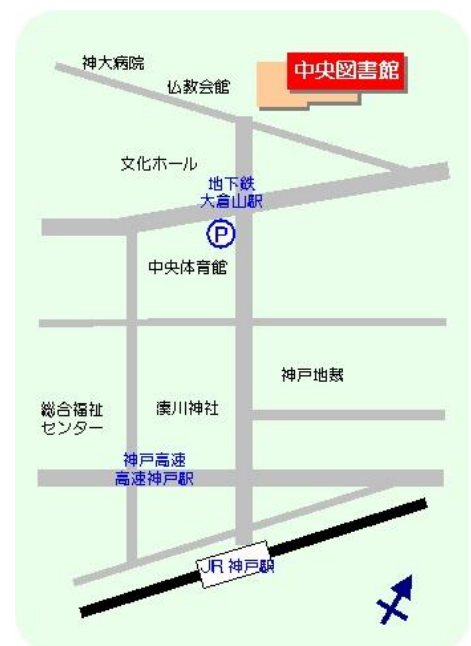 神大病院
仏教会館
中央図書館
文化ホール
地下鉄
大倉山駅
P
中央体育館
神戸地裁
総合福祉
センター
湊川神社
神戸高速
高速神戸駅
JR 神戸駅